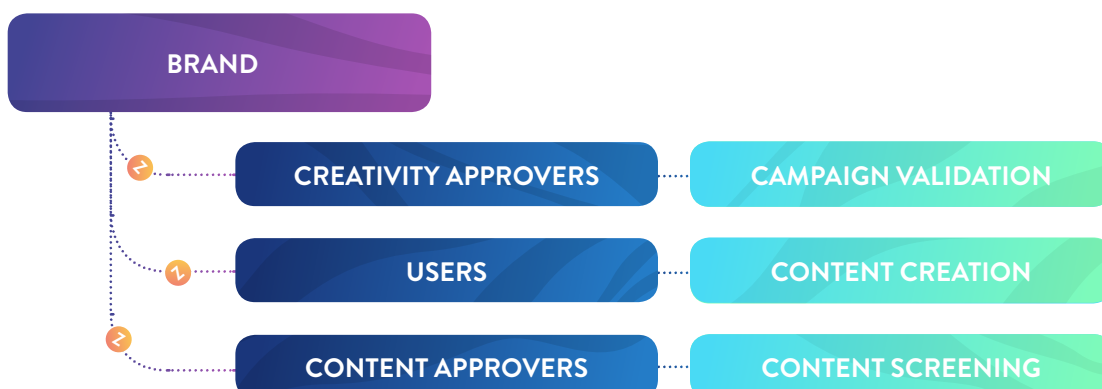 BRAND
CREATIVITY APPROVERS
CAMPAIGN VALIDATION
USERS
CONTENT CREATION
CONTENT APPROVERS
CONTENT SCREENING